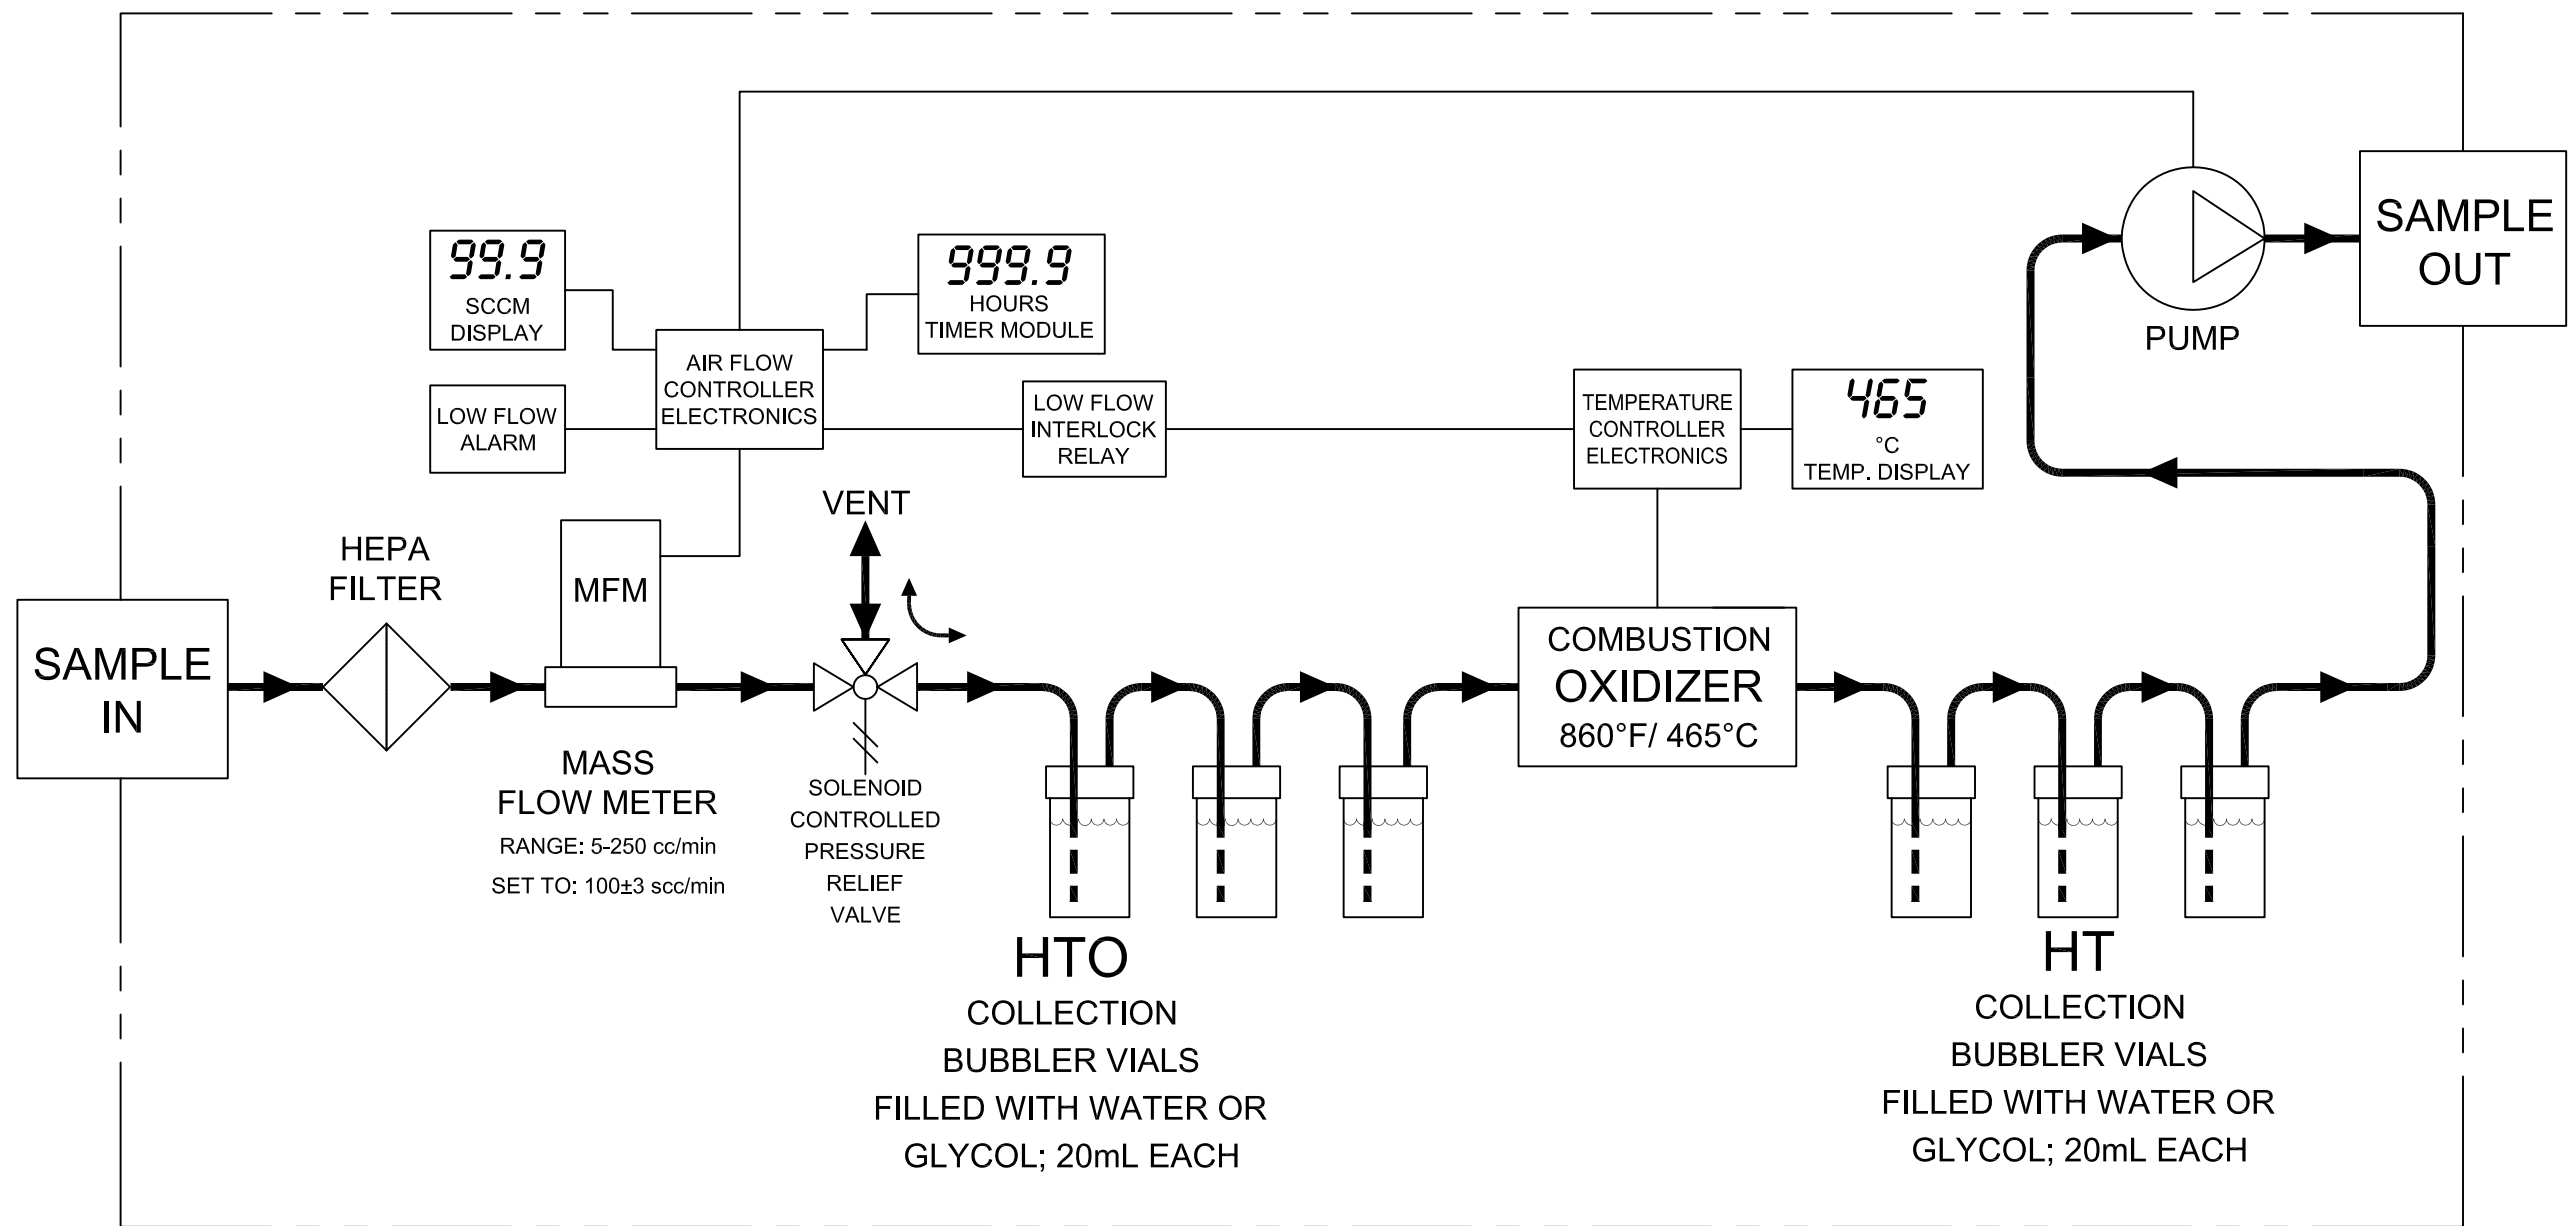 SAMPLE
OUT
99.9
SCCM
DISPLAY
999.9
HOURS
TIMER MODULE
PUMP
AIR FLOW
CONTROLLER
ELECTRONICS
LOW FLOW
ALARM
LOW FLOW
INTERLOCK
RELAY
TEMPERATURE
CONTROLLER
ELECTRONICS
465
°C
TEMP. DISPLAY
VENT
HEPA
FILTER
MFM
SAMPLE
IN
COMBUSTION
OXIDIZER
860°F/ 465°C
MASS
FLOW METER
RANGE: 5-250 cc/min
SET TO: 100±3 scc/min
SOLENOID
CONTROLLED
PRESSURE
RELIEF
VALVE
HTO
COLLECTION
BUBBLER VIALS
FILLED WITH WATER OR
GLYCOL; 20mL EACH
HT
COLLECTION
BUBBLER VIALS
FILLED WITH WATER OR
GLYCOL; 20mL EACH